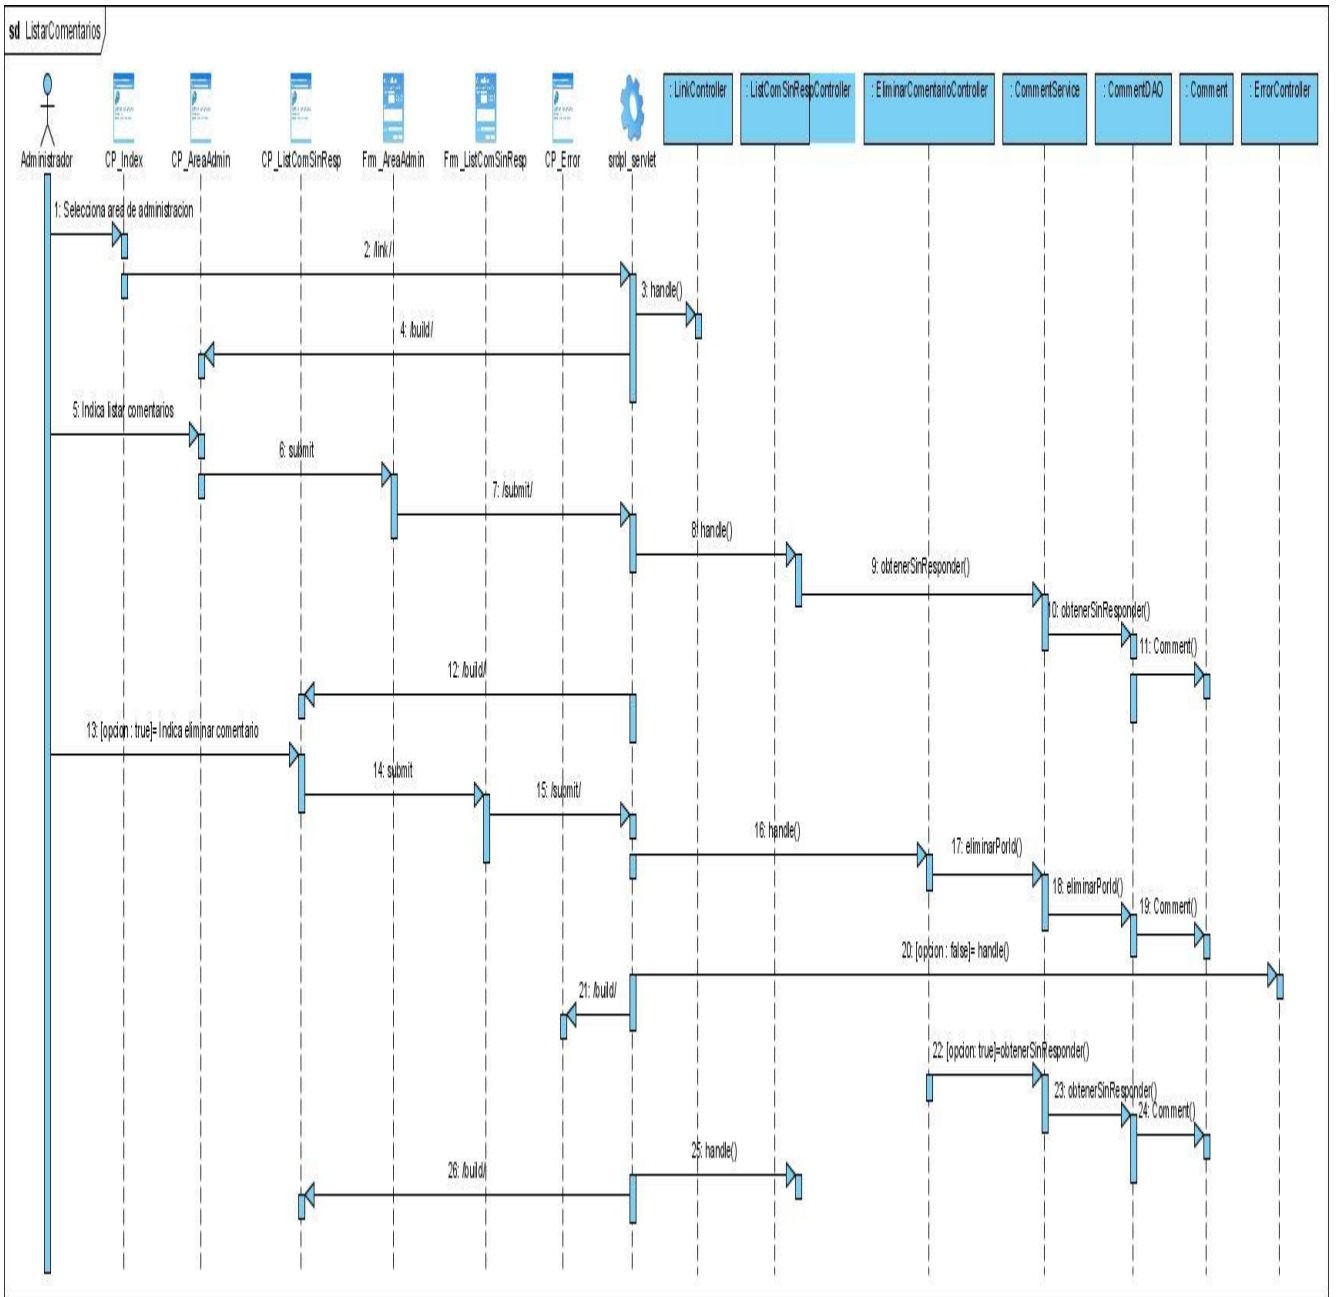 sd ListarComentarios
: LinkController
: ListComSinRespController
: EliminarComentarioController
: CommentService
: CommentDAO
: Comment
: ErrorController
Administrador
CP_Index
CP_AreaAdmin
CP_ListComSinResp
Frm_AreaAdmin
Frm_ListComSinResp
CP_Error
srdpl_servlet
1: Selecciona area de administracion
2: /link/
3: handle()
4: /build/
5: Indica listar comentarios
6: submit
7: /submit/
8: handle()
9: obtenerSinResponder()
10: obtenerSinResponder()
11: Comment()
12: /build/
13: [opcion : true]= Indica eliminar comentario
14: submit
15: /submit/
16: handle()
17: eliminarPorId()
18: eliminarPorId()
19: Comment()
20: [opcion : false]= handle()
21: /build/
22: [opcion: true]=obtenerSinResponder()
23: obtenerSinResponder()
24: Comment()
25: handle()
26: /build/